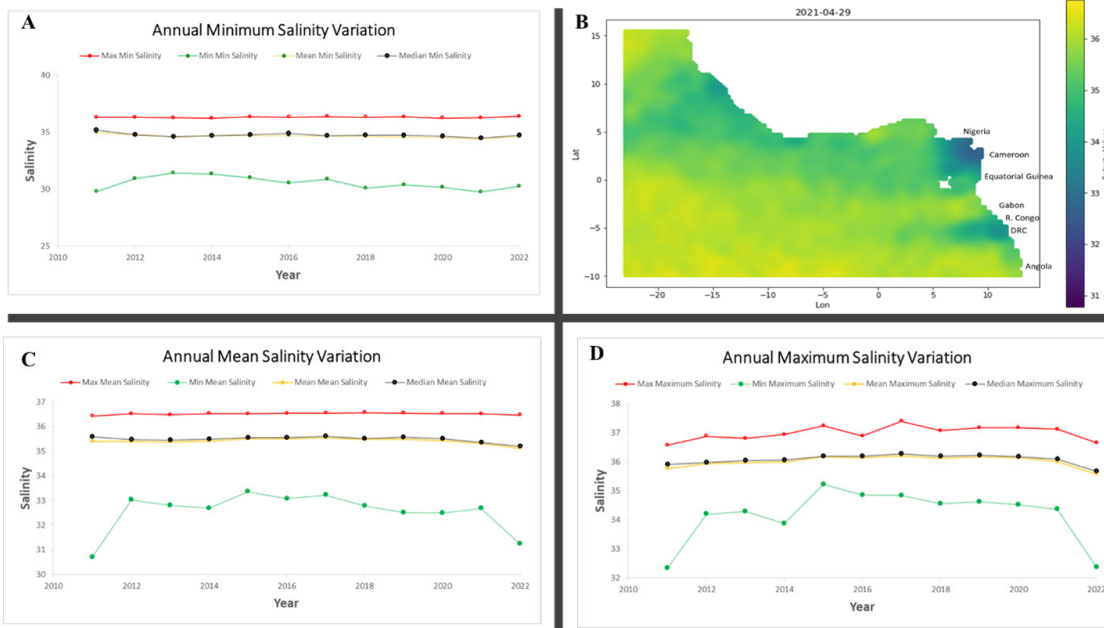 A
Annual Minimum Salinity Variation
Max Min Salinity Min Min Salinity Mean Min Salinity Median Min Salinity
40
35
30
25
Salinity
2010 2012 2014 2016 2018 2020 2022
Year
B
2021-04-29
15
10
5
0
−5
−10
Lat
Nigeria
Cameroon
Equatorial Guinea
Gabon
R. Congo
DRC
Angola
−20 −15 −10 −5 0 5 10
Lon
36
35
34
33
32
31
C
Annual Mean Salinity Variation
Max Mean Salinity Min Mean Salinity Mean Mean Salinity Median Mean Salinity
37
36
35
34
33
32
31
30
Salinity
2010 2012 2014 2016 2018 2020 2022
Year
D
Annual Maximum Salinity Variation
Max Maximum Salinity Min Maximum Salinity Mean Maximum Salinity Median Maximum Salinity
38
37
36
35
34
33
32
Salinity
2010 2012 2014 2016 2018 2020 2022
Year